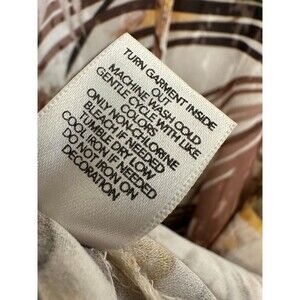 TURN GARMENT INSIDE
OUT
MACHINE WASH COLD
GENTLE CYCLE WITH LIKE
COLORS
ONLY NON-CHLORINE
BLEACH IF NEEDED
TUMBLE DRY LOW
COOL IRON IF NEEDED
DO NOT IRON ON
DECORATION